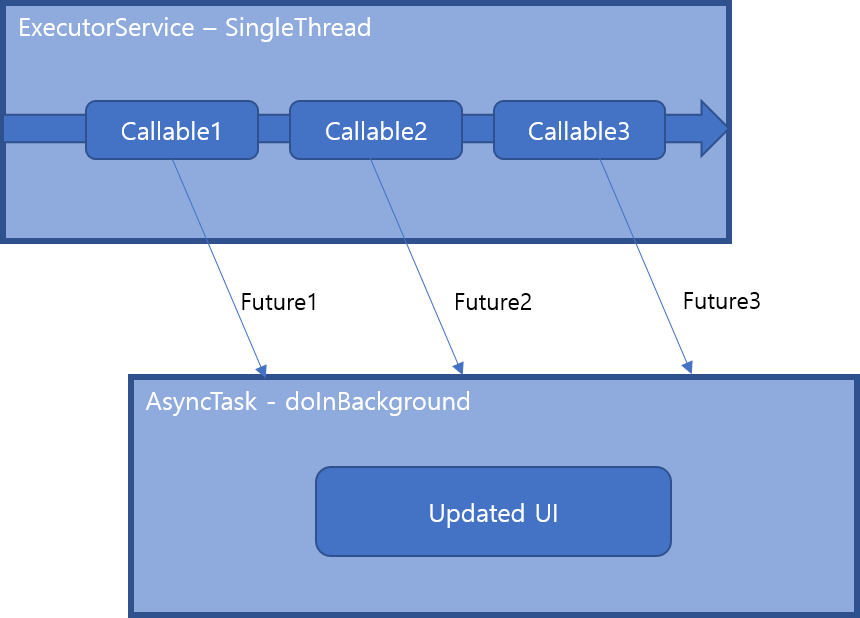 ExecutorService – SingleThread
Callable1
Callable2
Callable3
Future1
Future2
Future3
AsyncTask - doInBackground
Updated UI